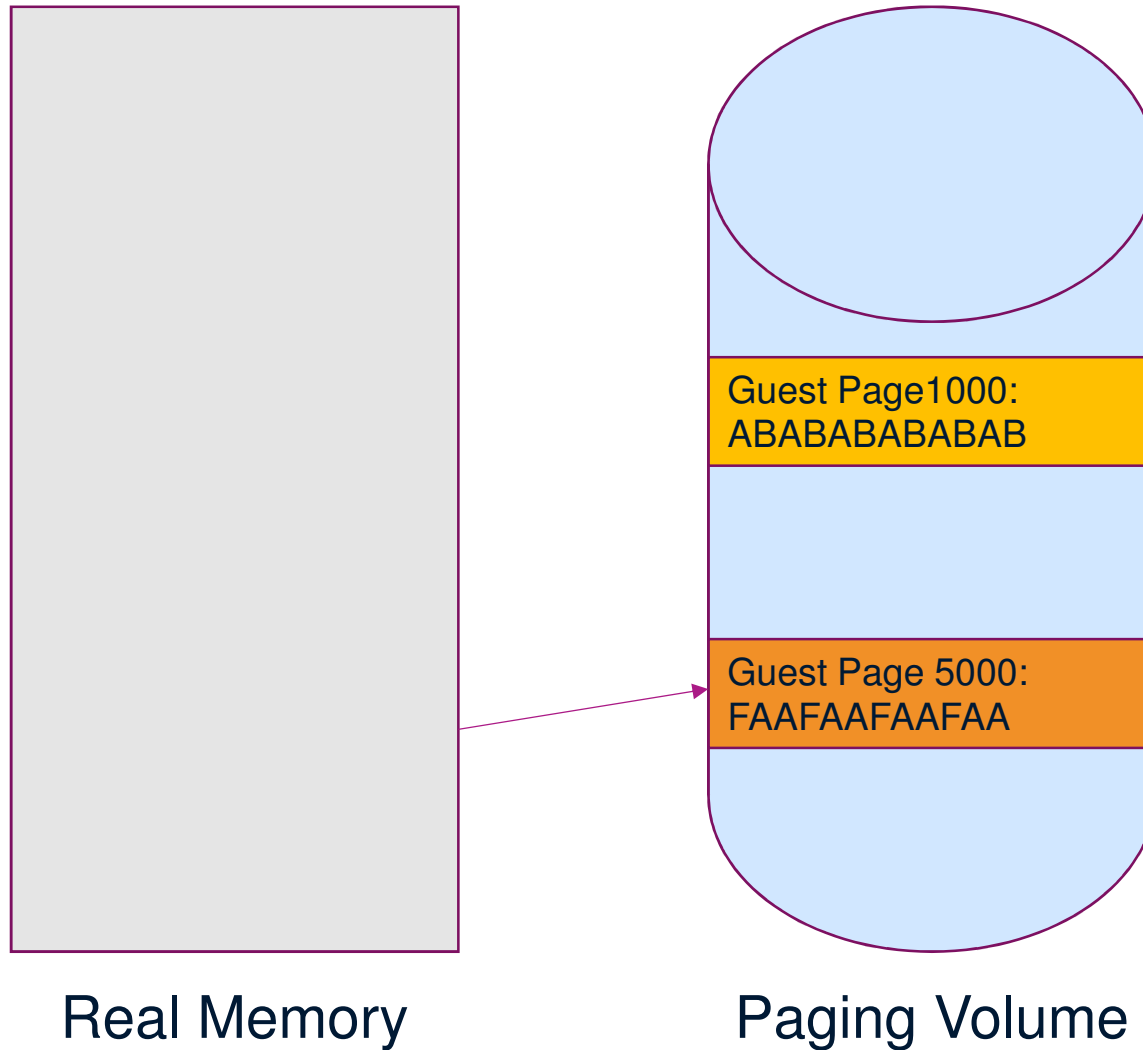 Guest Page1000:
ABABABABABAB
Guest Page 5000:
FAAFAAFAAFAA
Real Memory
Paging Volume